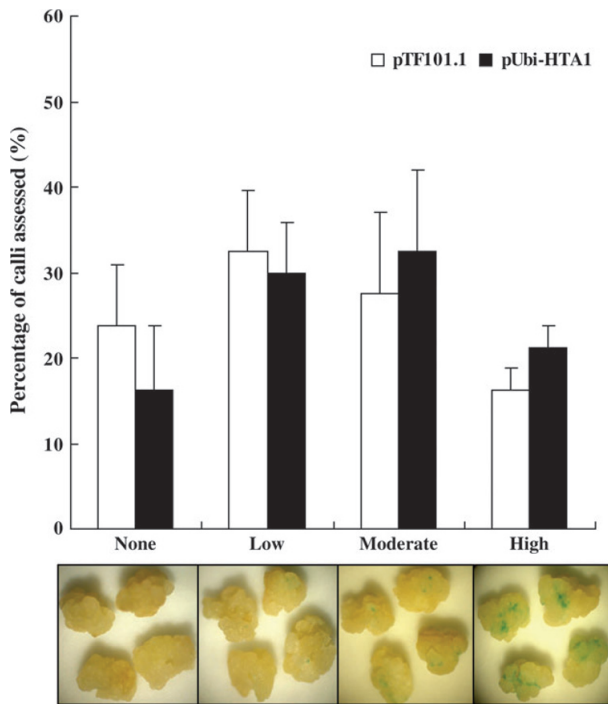 60
50
40
30
20
10
0
Percentage of calli assessed (%)
pTF101.1 pUbi-HTA1
None Low Moderate High